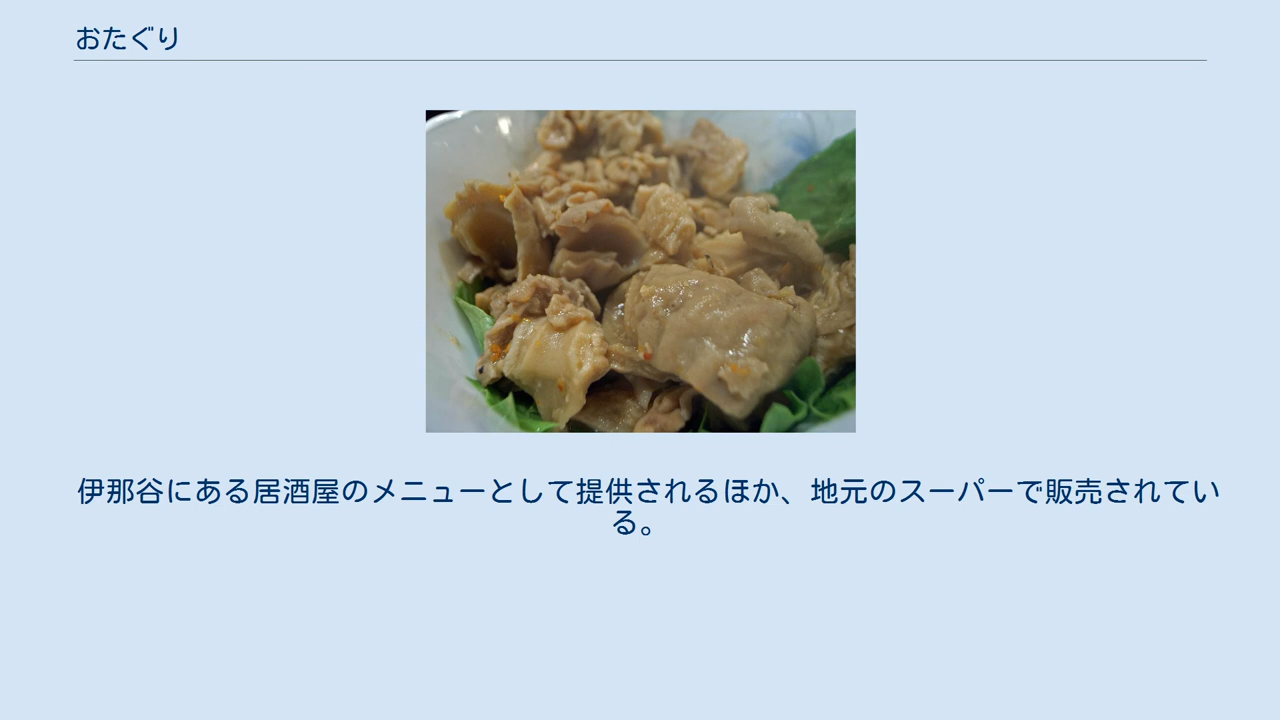 おたぐり
伊那谷にある居酒屋のメニューとして提供されるほか、地元のスーパーで販売されてい
る。